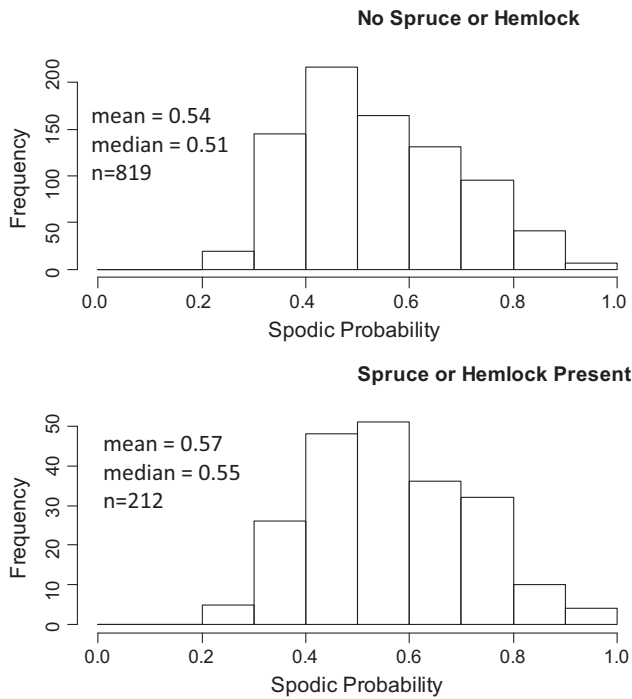 No Spruce or Hemlock
Frequency
200
150
100
50
0
mean = 0.54
median = 0.51
n=819
0.0 0.2 0.4 0.6 0.8 1.0
Spodic Probability
Spruce or Hemlock Present
Frequency
50
40
30
20
10
0
mean = 0.57
median = 0.55
n=212
0.0 0.2 0.4 0.6 0.8 1.0
Spodic Probability